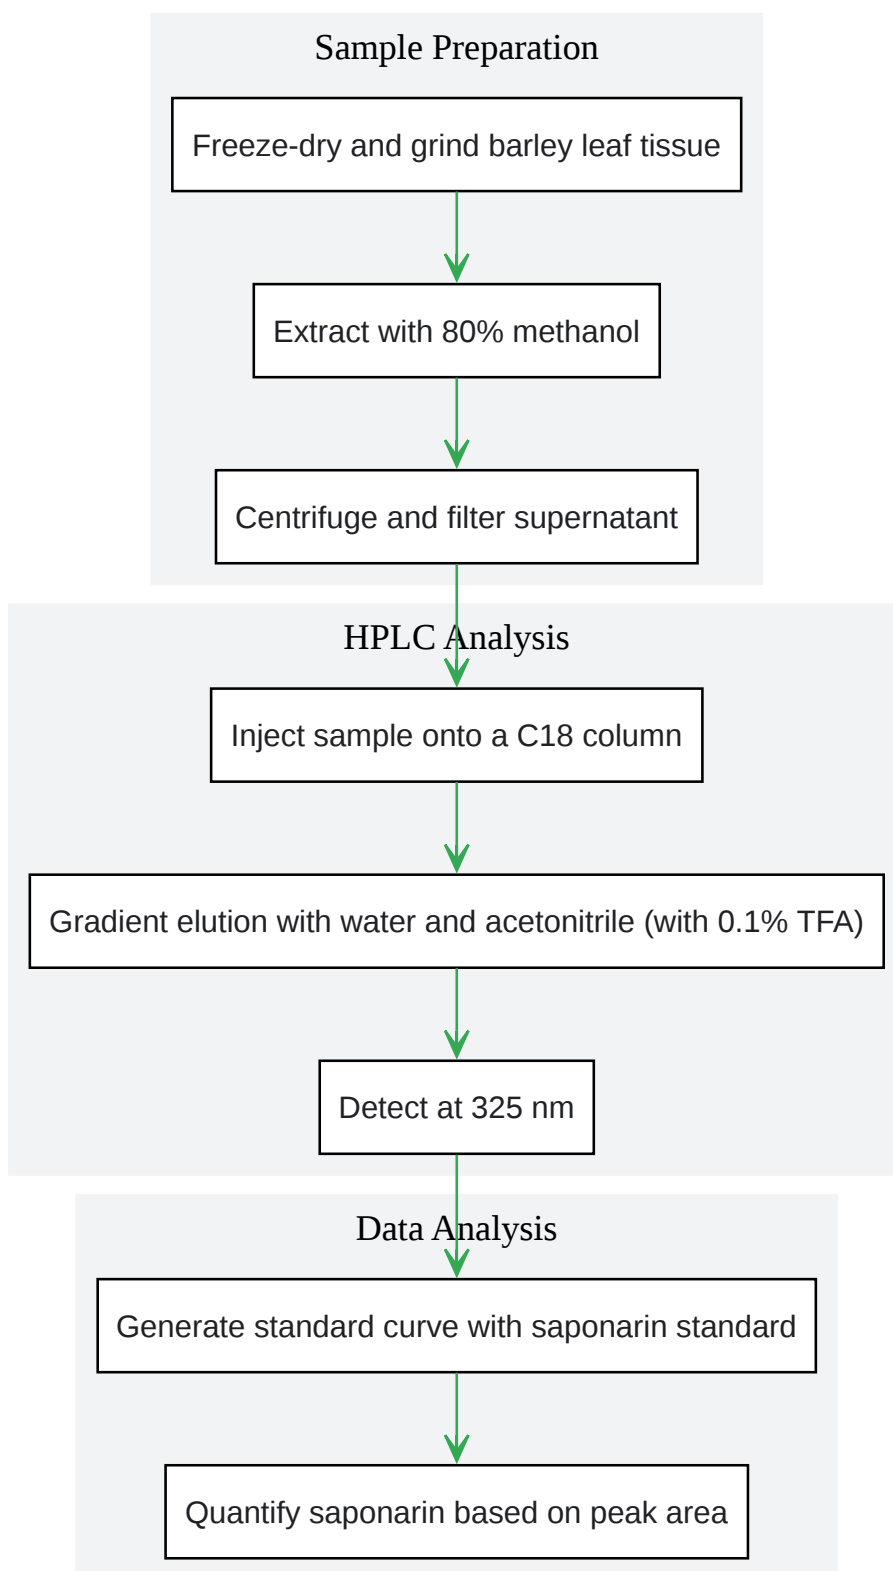 Sample Preparation
Freeze-dry and grind barley leaf tissue
Extract with 80% methanol
Centrifuge and filter supernatant
HPLC Analysis
Inject sample onto a C18 column
Gradient elution with water and acetonitrile (with 0.1% TFA)
Detect at 325 nm
Data Analysis
Generate standard curve with saponarin standard
Quantify saponarin based on peak area